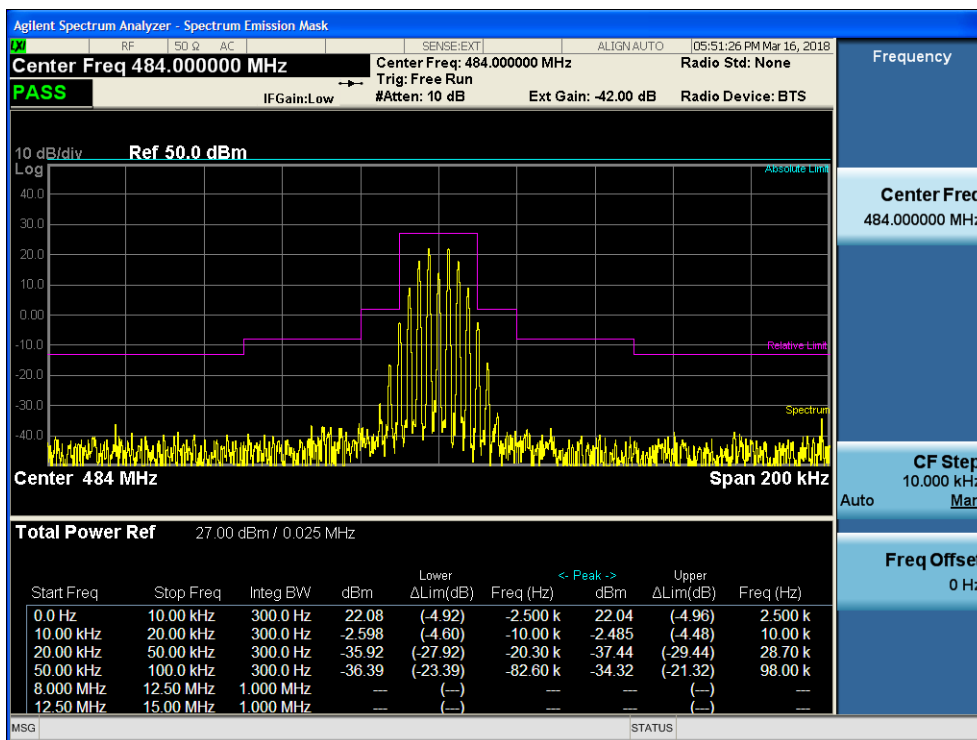 Agilent Spectrum Analyzer - Spectrum Emission Mask
LXI RF 50 Ω AC SENSE:EXT ALIGN AUTO 05:51:26 PM Mar 16, 2018
Center Freq 484.000000 MHz
Center Freq: 484.000000 MHz Radio Std: None
Trig: Free Run
PASS IFGain:Low #Atten: 10 dB Ext Gain: -42.00 dB Radio Device: BTS
10 dB/div Ref 50.0 dBm
Log
Absolute Limit
40.0
30.0
20.0
10.0
0.00
-10.0
Relative Limit
-20.0
-30.0
Spectrum
-40.0
Center 484 MHz Span 200 kHz
Total Power Ref 27.00 dBm / 0.025 MHz
Lower <- Peak -> Upper
Start Freq Stop Freq Integ BW dBm ΔLim(dB) Freq (Hz) dBm ΔLim(dB) Freq (Hz)
0.0 Hz 10.00 kHz 300.0 Hz 22.08 (-4.92) -2.500 k 22.04 (-4.96) 2.500 k
10.00 kHz 20.00 kHz 300.0 Hz -2.598 (-4.60) -10.00 k -2.485 (-4.48) 10.00 k
20.00 kHz 50.00 kHz 300.0 Hz -35.92 (-27.92) -20.30 k -37.44 (-29.44) 28.70 k
50.00 kHz 100.0 kHz 300.0 Hz -36.39 (-23.39) -82.60 k -34.32 (-21.32) 98.00 k
8.000 MHz 12.50 MHz 1.000 MHz --- (---) --- --- (---) ---
12.50 MHz 15.00 MHz 1.000 MHz --- (---) --- --- (---) ---
MSG STATUS
Frequency
Center Freq
484.000000 MHz
CF Step
10.000 kHz
Auto Man
Freq Offset
0 Hz